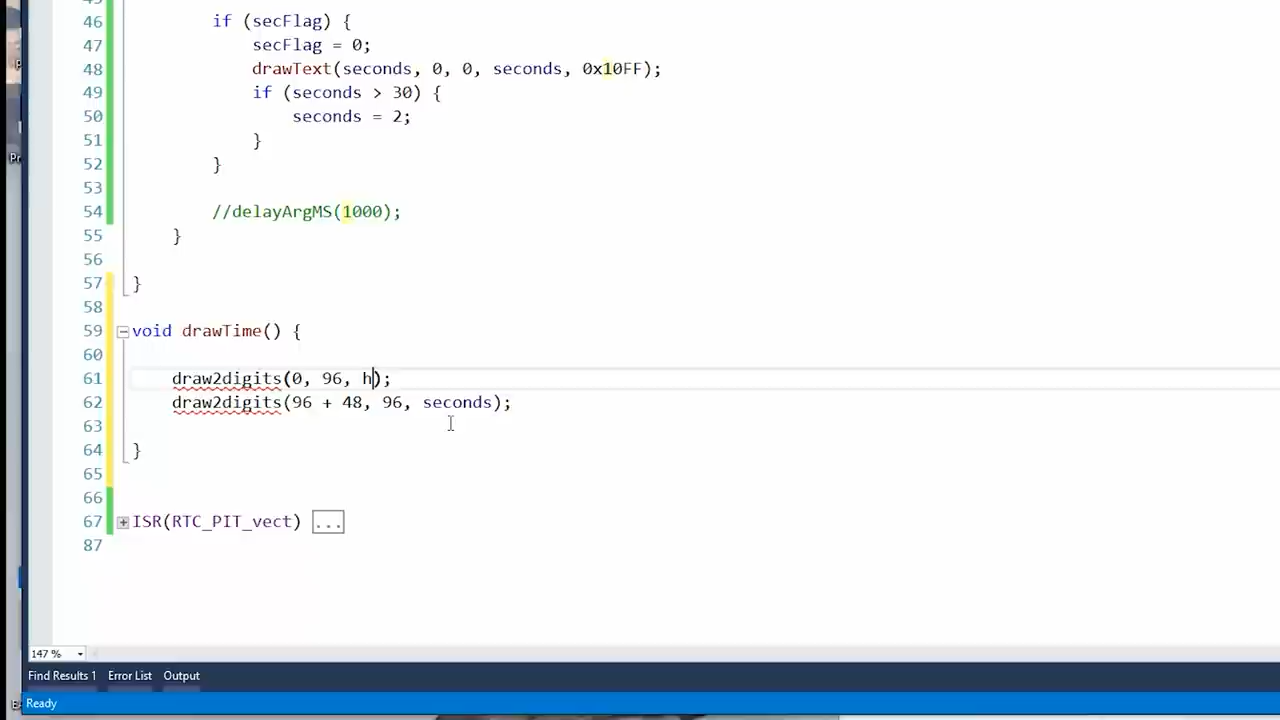 46 if (secFlag) {
47 secFlag = 0;
48 drawText(seconds, 0, 0, seconds, 0x10FF);
49 if (seconds > 30) {
50 seconds = 2;
51 }
52 }
53
54 //delayArgMS(1000);
55 }
56
57 }
58
59 void drawTime() {
60
61 draw2digits(0, 96, h);
62 draw2digits(96 + 48, 96, seconds);
63
64 }
65
66
67 ISR(RTC_PIT_vect) ...
87
147 %
Find Results 1 Error List Output
Ready